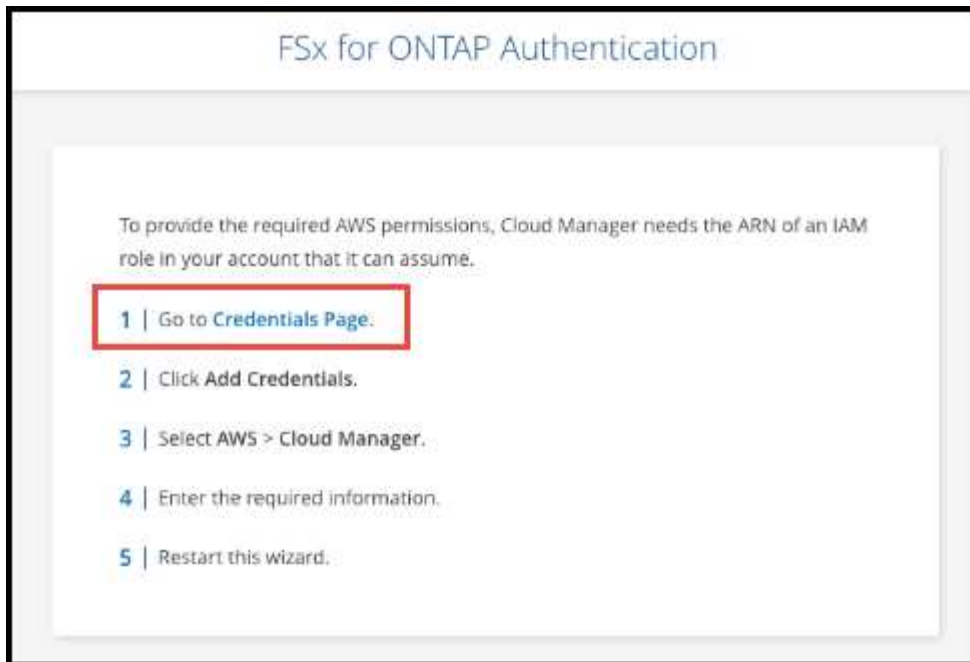 FSx for ONTAP Authentication
To provide the required AWS permissions, Cloud Manager needs the ARN of an IAM
role in your account that it can assume.
1 | Go to Credentials Page.
2 | Click Add Credentials.
3 | Select AWS > Cloud Manager.
4 | Enter the required information.
5 | Restart this wizard.